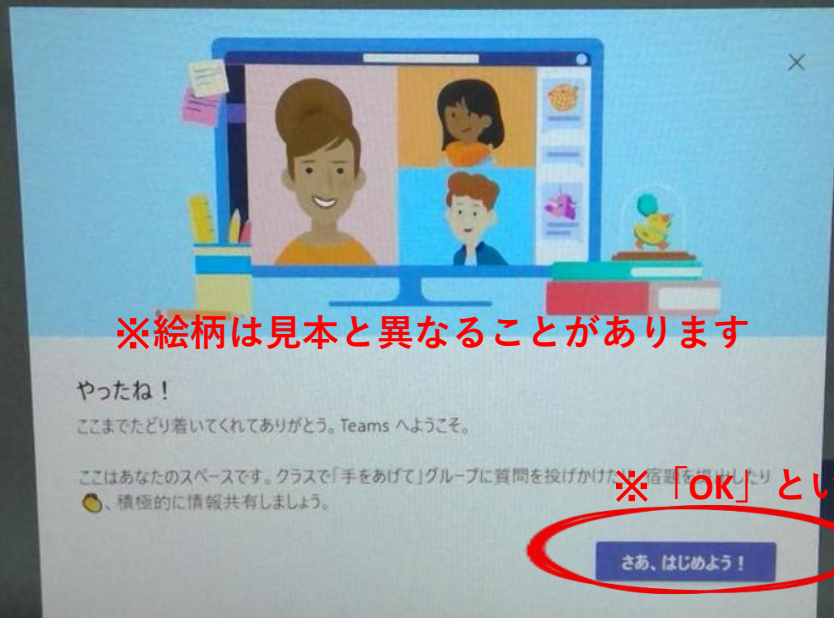 ※絵柄は見本と異なることがあります
やったね！
ここまでたどり着いてくれてありがとう。Teams へようこそ。
ここはあなたのスペースです。クラスで「手をあげて」グループに質問を投げかけたり、宿題を提出したり
、積極的に情報共有しましょう。
※「OK」とい
さあ、はじめよう！